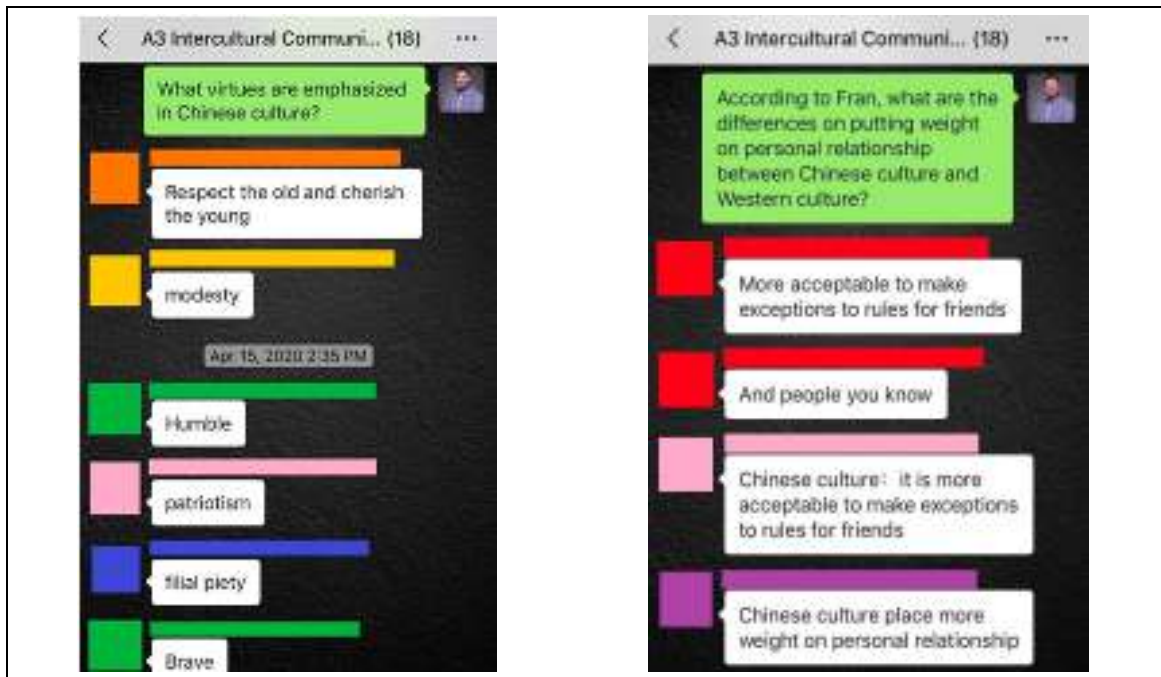 A3 Intercultural Communi... (18)
What virtues are emphasized
in Chinese culture?
Respect the old and cherish
the young
modesty
Apr 15, 2020 2:35 PM
Humble
patriotism
filial piety
Brave
A3 Intercultural Communi... (18)
According to Fran, what are the
differences on putting weight
on personal relationship
between Chinese culture and
Western culture?
More acceptable to make
exceptions to rules for friends
And people you know
Chinese culture: it is more
acceptable to make exceptions
to rules for friends
Chinese culture place more
weight on personal relationship